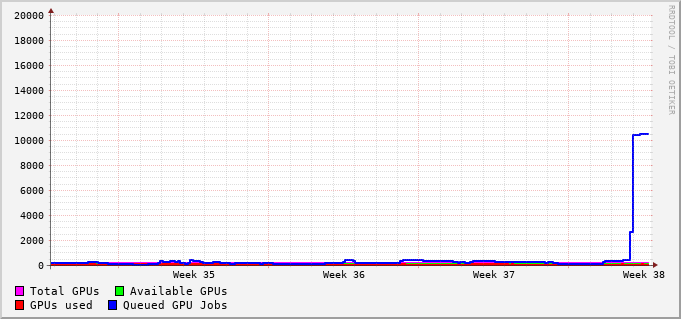 RRDTOOL / TOBI OETIKER
20000
18000
16000
14000
12000
10000
8000
6000
4000
2000
0
Week 35 Week 36 Week 37 Week 38
Total GPUs Available GPUs
GPUs used Queued GPU Jobs